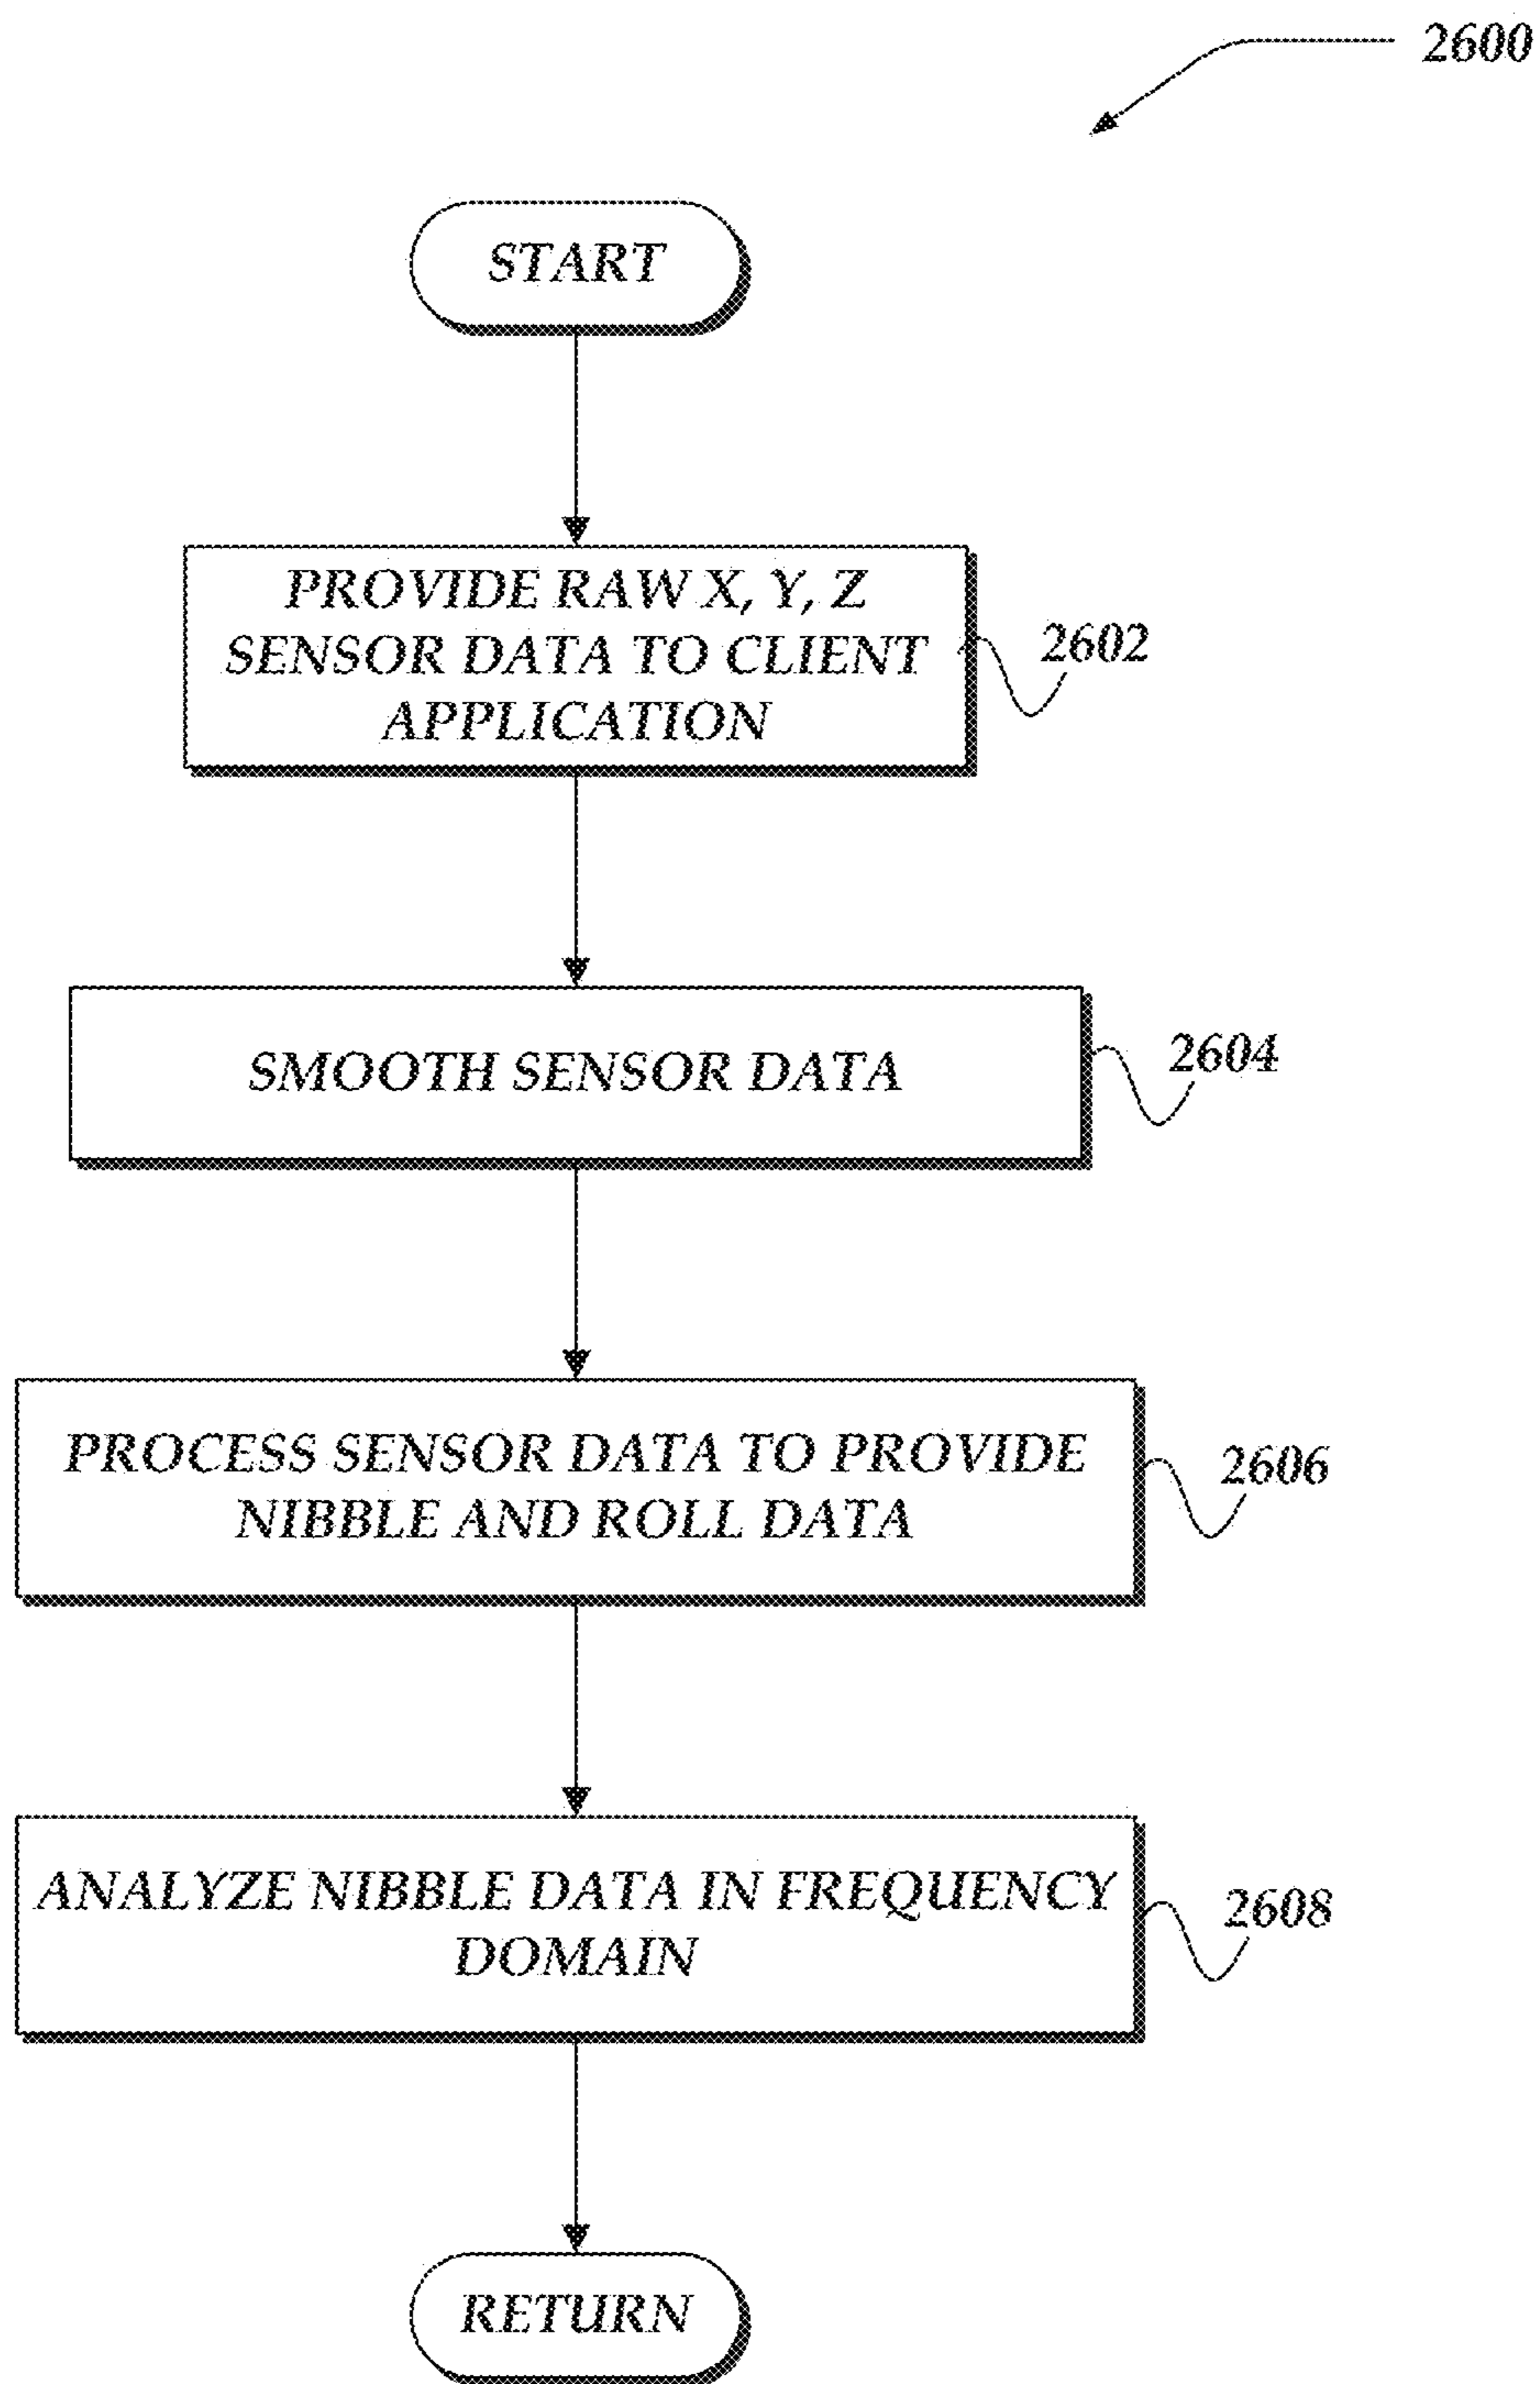 2600
START
PROVIDE RAW X, Y, Z
SENSOR DATA TO CLIENT
APPLICATION
2602
SMOOTH SENSOR DATA
2604
PROCESS SENSOR DATA TO PROVIDE
NIBBLE AND ROLL DATA
2606
ANALYZE NIBBLE DATA IN FREQUENCY
DOMAIN
2608
RETURN